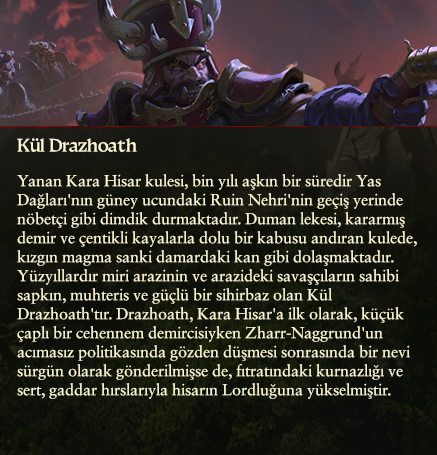 Kül Drazhoath
Yanan Kara Hisar kulesi, bin yılı aşkın bir süredir Yas
Dağları'nın güney ucundaki Ruin Nehri'nin geçiş yerinde
nöbetçi gibi dimdik durmaktadır. Duman lekesi, kararmış
demir ve çentikli kayalarla dolu bir kabusu andıran kulede,
kızgın magma sanki damardaki kan gibi dolaşmaktadır.
Yüzyıllardır miri arazinin ve arazideki savaşçıların sahibi
sapkın, muhteris ve güçlü bir sihirbaz olan Kül
Drazhoath'tır. Drazhoath, Kara Hisar'a ilk olarak, küçük
çaplı bir cehennem demircisiyken Zharr-Naggrund'un
acımasız politikasında gözden düşmesi sonrasında bir nevi
sürgün olarak gönderilmişse de, fıtratındaki kurnazlığı ve
sert, gaddar hırslarıyla hisarın Lordluğuna yükselmiştir.